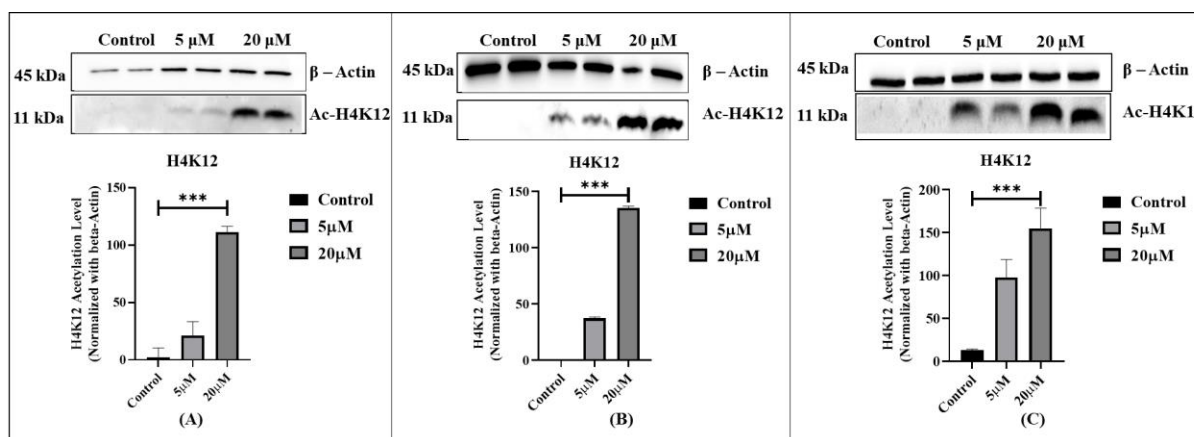 Control 5 µM 20 µM
45 kDa β – Actin
11 kDa Ac-H4K12
H4K12
H4K12 Acetylation Level
(Normalized with beta-Actin)
150
100
50
0
***
Control
5µM
20µM
Control
5µM
20µM
(A)
Control 5 µM 20 µM
45 kDa β – Actin
11 kDa Ac-H4K12
H4K12
H4K12 Acetylation Level
(Normalized with beta-Actin)
150
100
50
0
***
Control
5µM
20µM
Control
5µM
20µM
(B)
Control 5 µM 20 µM
45 kDa β – Actin
11 kDa Ac-H4K1
H4K12
H4K12 Acetylation Level
(Normalized with beta-Actin)
200
150
100
50
0
***
Control
5µM
20µM
Control
5µM
20µM
(C)